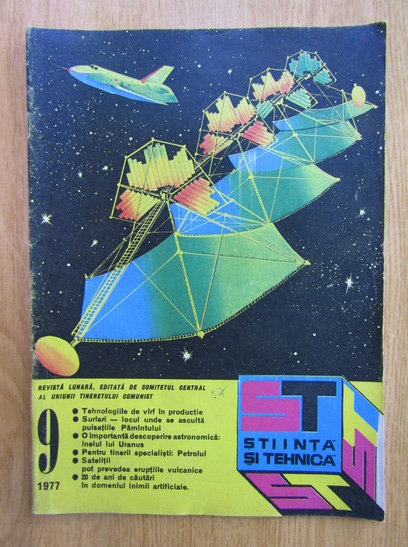 REVISTĂ LUNARĂ, EDITATĂ DE COMITETUL CENTRAL
AL UNIUNII TINERETULUI COMUNIST
9
1977
● Tehnologiile de vîrf în producție
● Surlari — locul unde se ascultă
pulsațiile Pămîntului
● O importantă descoperire astronomică:
inelul lui Uranus
● Pentru tinerii specialiști: Petrolul
● Sateliții
pot prevedea erupțiile vulcanice
● 20 de ani de căutări
în domeniul inimii artificiale.
ST
ȘTIINȚĂ
ȘI TEHNICĂ
ST
ST